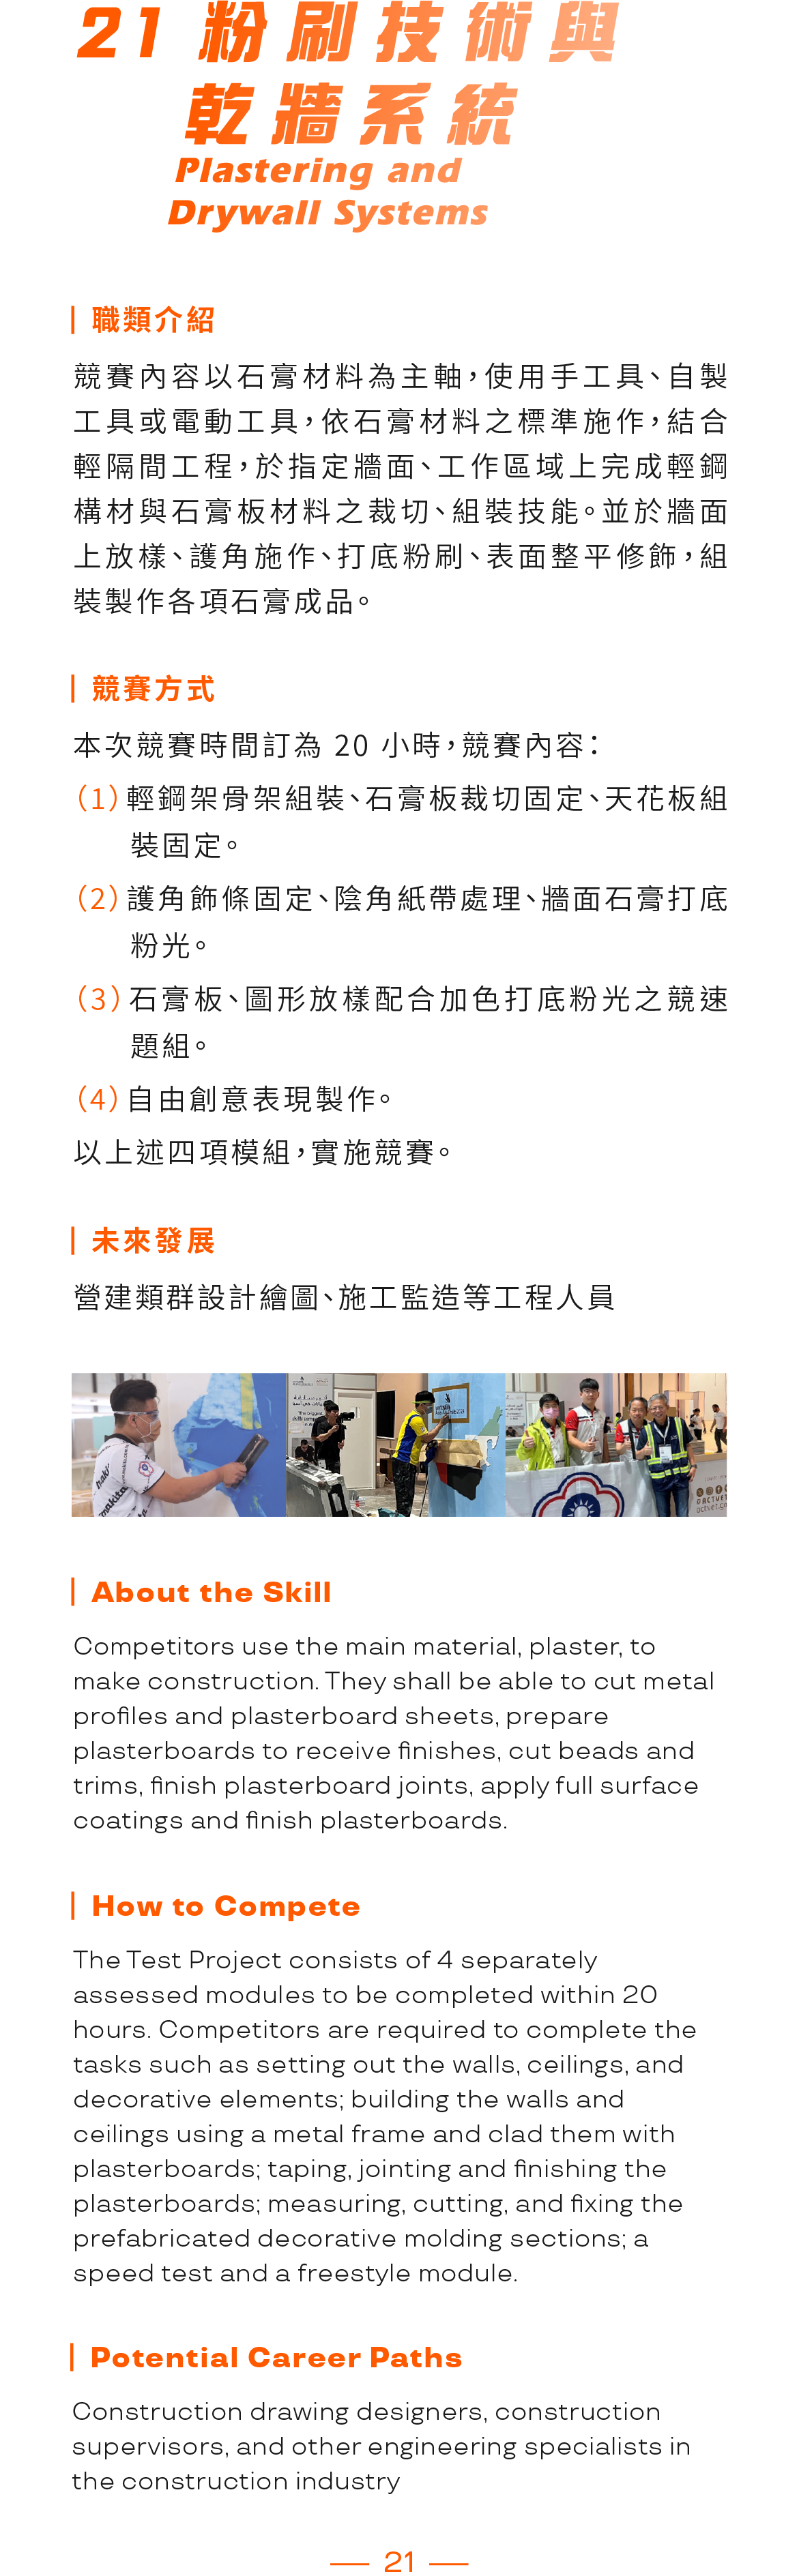 21 粉刷技術與
乾牆系統
Plastering and
Drywall Systems
職類介紹
競賽內容以石膏材料為主軸，使用手工具、自製
工具或電動工具，依石膏材料之標準施作，結合
輕隔間工程，於指定牆面、工作區域上完成輕鋼
構材與石膏板材料之裁切、組裝技能。並於牆面
上放樣、護角施作、打底粉刷、表面整平修飾，組
裝製作各項石膏成品。
競賽方式
本次競賽時間訂為 20 小時，競賽內容：
（1）輕鋼架骨架組裝、石膏板裁切固定、天花板組
裝固定。
（2）護角飾條固定、陰角紙帶處理、牆面石膏打底
粉光。
（3）石膏板、圖形放樣配合加色打底粉光之競速
題組。
（4）自由創意表現製作。
以上述四項模組，實施競賽。
未來發展
營建類群設計繪圖、施工監造等工程人員
makita
About the Skill
Competitors use the main material, plaster, to
make construction. They shall be able to cut metal
profiles and plasterboard sheets, prepare
plasterboards to receive finishes, cut beads and
trims, finish plasterboard joints, apply full surface
coatings and finish plasterboards.
How to Compete
The Test Project consists of 4 separately
assessed modules to be completed within 20
hours. Competitors are required to complete the
tasks such as setting out the walls, ceilings, and
decorative elements; building the walls and
ceilings using a metal frame and clad them with
plasterboards; taping, jointing and finishing the
plasterboards; measuring, cutting, and fixing the
prefabricated decorative molding sections; a
speed test and a freestyle module.
Potential Career Paths
Construction drawing designers, construction
supervisors, and other engineering specialists in
the construction industry
21